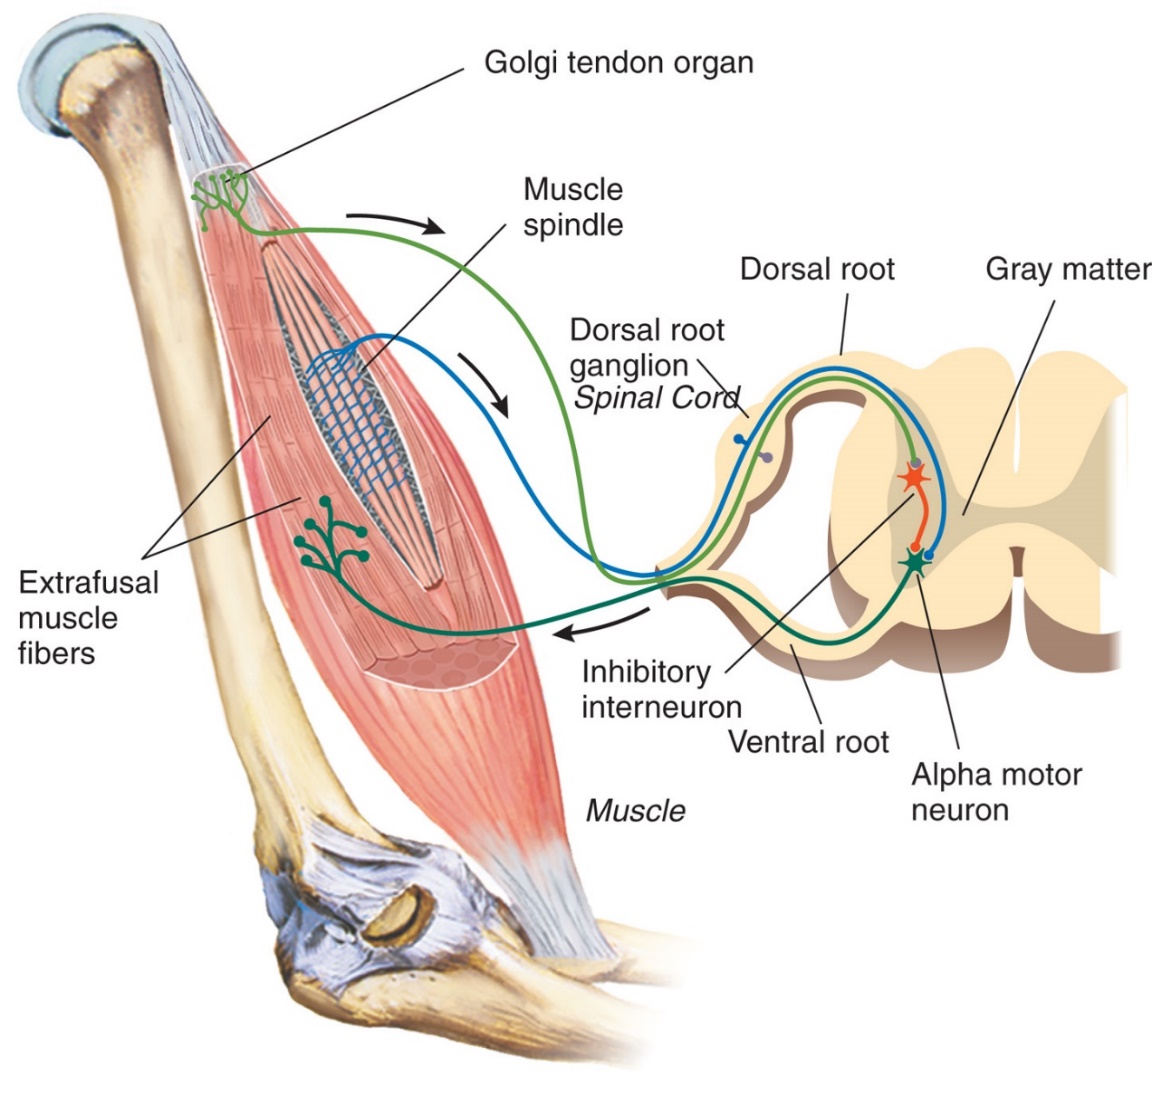 Golgi tendon organ
Muscle
spindle
Dorsal root
Gray matter
Dorsal root
ganglion
Spinal Cord
Extrafusal
muscle
fibers
Inhibitory
interneuron
Ventral root
Alpha motor
neuron
Muscle